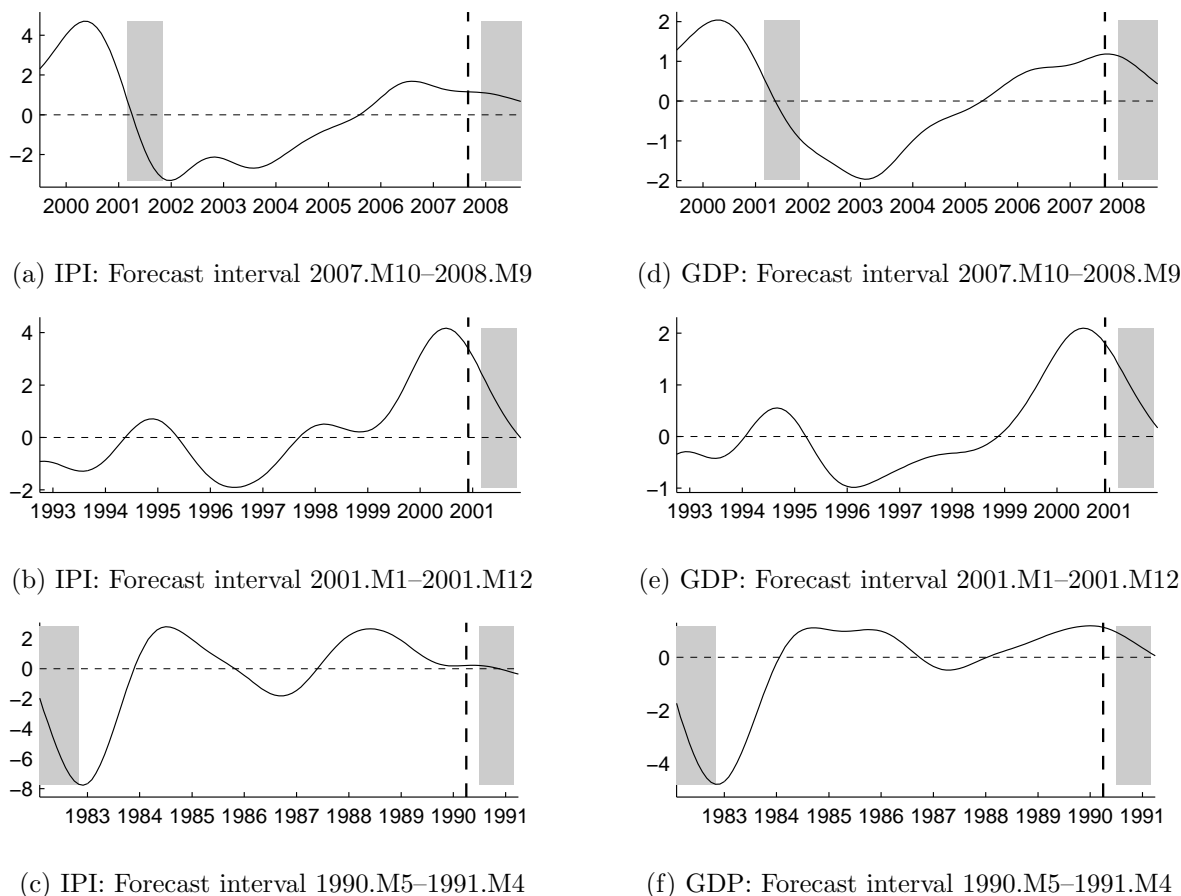 4
2
0
−2
2000 2001 2002 2003 2004 2005 2006 2007 2008
(a) IPI: Forecast interval 2007.M10–2008.M9
2
1
0
−1
−2
2000 2001 2002 2003 2004 2005 2006 2007 2008
(d) GDP: Forecast interval 2007.M10–2008.M9
4
2
0
−2
1993 1994 1995 1996 1997 1998 1999 2000 2001
(b) IPI: Forecast interval 2001.M1–2001.M12
2
1
0
−1
1993 1994 1995 1996 1997 1998 1999 2000 2001
(e) GDP: Forecast interval 2001.M1–2001.M12
2
0
−2
−4
−6
−8
1983 1984 1985 1986 1987 1988 1989 1990 1991
(c) IPI: Forecast interval 1990.M5–1991.M4
0
−2
−4
1983 1984 1985 1986 1987 1988 1989 1990 1991
(f) GDP: Forecast interval 1990.M5–1991.M4